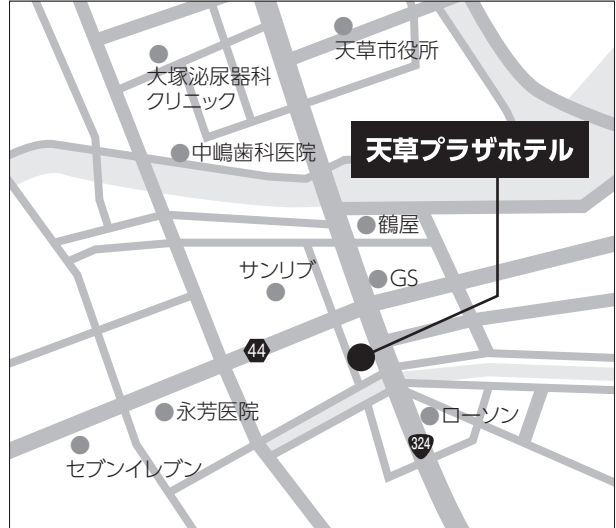 天草市役所
大塚泌尿器科
クリニック
中嶋歯科医院
天草プラザホテル
鶴屋
サンリブ
GS
44
永芳医院
ローソン
324
セブンイレブン